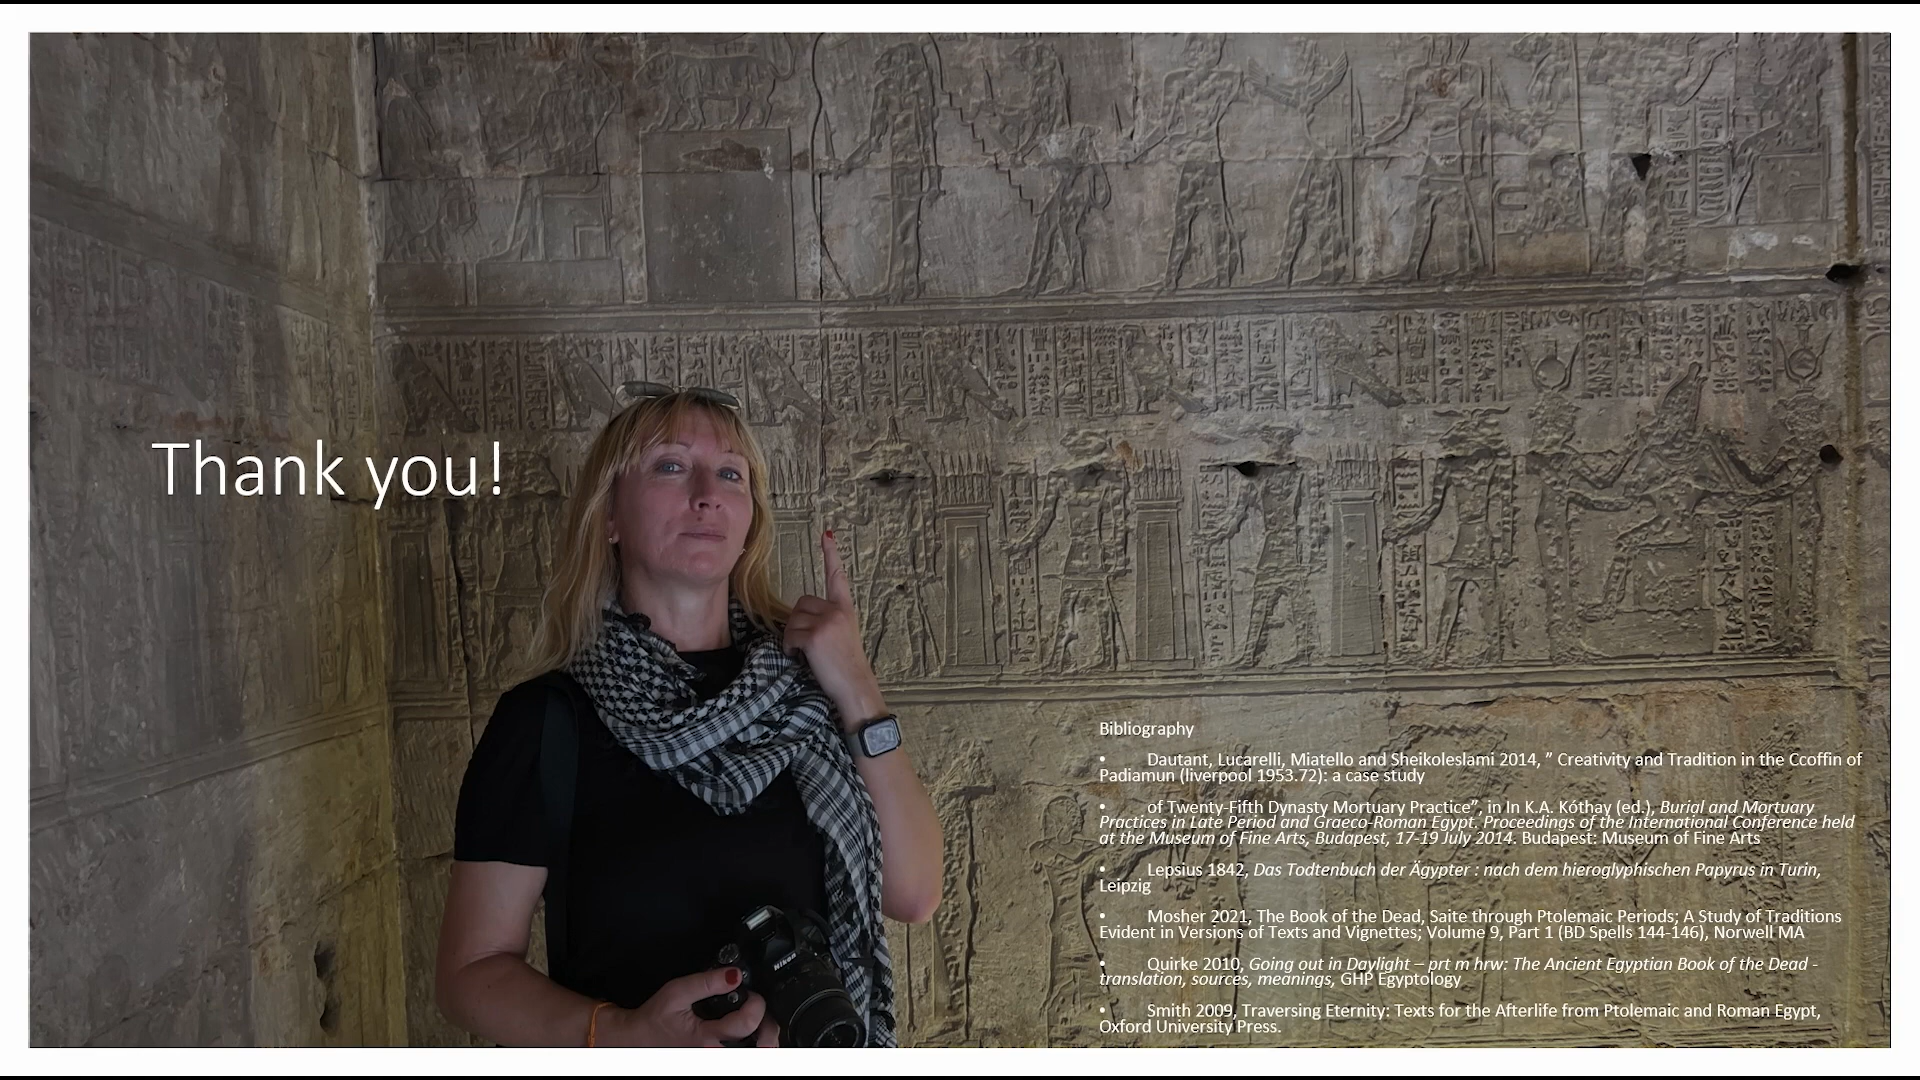 Thank you!
Bibliography
• Dautant, Lucarelli, Miatello and Sheikoleslami 2014, ” Creativity and Tradition in the Ccoffin of
Padiamun (liverpool 1953.72): a case study
• of Twenty-Fifth Dynasty Mortuary Practice”, in In K.A. Kóthay (ed.), Burial and Mortuary
Practices in Late Period and Graeco-Roman Egypt. Proceedings of the International Conference held
at the Museum of Fine Arts, Budapest, 17-19 July 2014. Budapest: Museum of Fine Arts
• Lepsius 1842, Das Todtenbuch der Ägypter : nach dem hieroglyphischen Papyrus in Turin,
Leipzig
• Mosher 2021, The Book of the Dead, Saite through Ptolemaic Periods; A Study of Traditions
Evident in Versions of Texts and Vignettes; Volume 9, Part 1 (BD Spells 144-146), Norwell MA
• Quirke 2010, Going out in Daylight – prt m hrw: The Ancient Egyptian Book of the Dead -
translation, sources, meanings, GHP Egyptology
• Smith 2009, Traversing Eternity: Texts for the Afterlife from Ptolemaic and Roman Egypt,
Oxford University Press.
Nikon